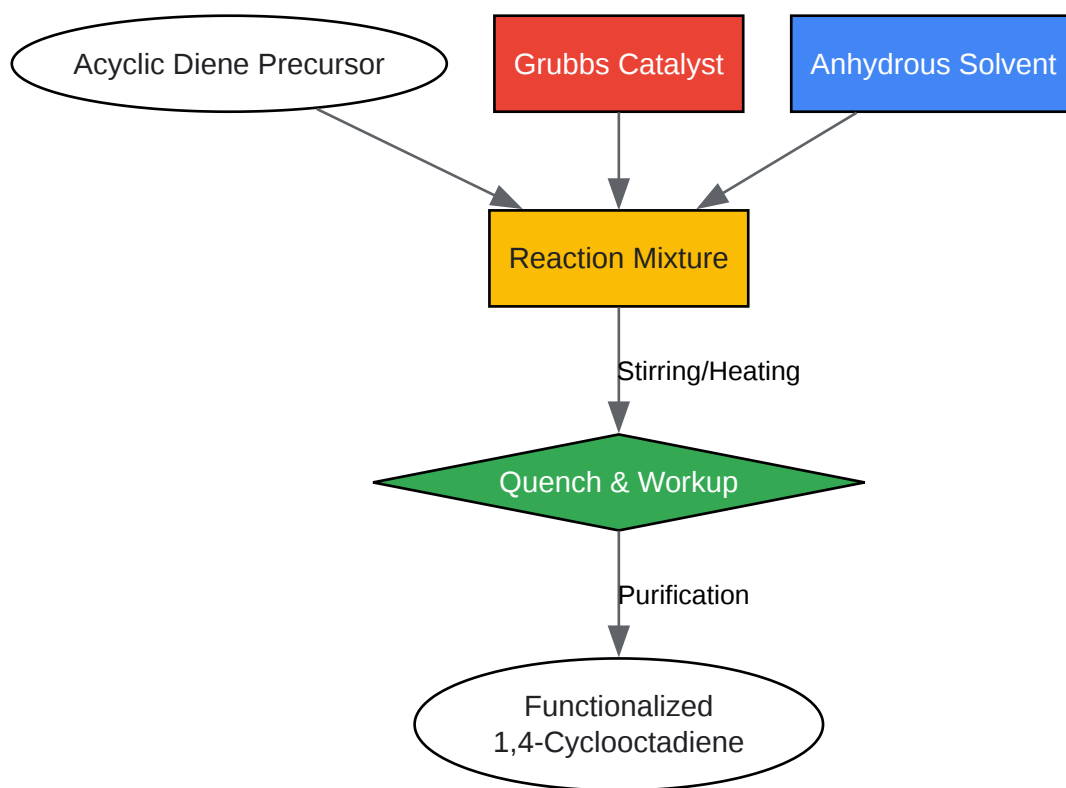 Acyclic Diene Precursor
Grubbs Catalyst
Anhydrous Solvent
Reaction Mixture
Stirring/Heating
Quench & Workup
Purification
Functionalized
1,4-Cyclooctadiene